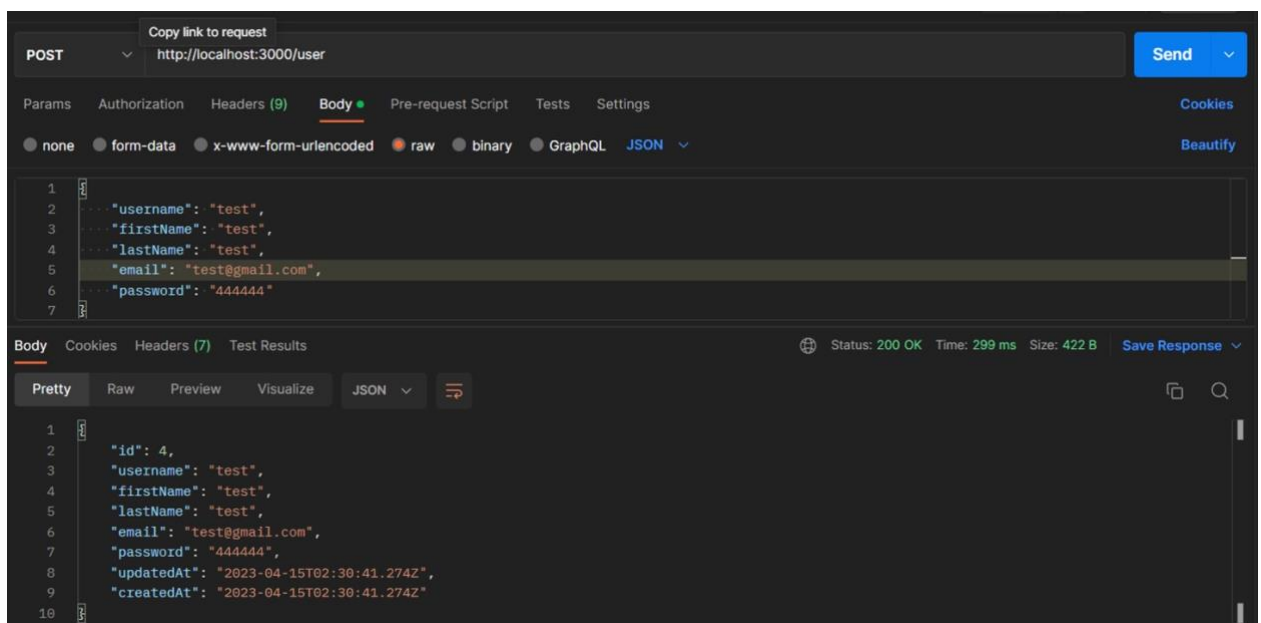 Copy link to request
POST http://localhost:3000/user Send
Params Authorization Headers (9) Body Pre-request Script Tests Settings Cookies
none form-data x-www-form-urlencoded raw binary GraphQL JSON Beautify
1 {
2 "username": "test",
3 "firstName": "test",
4 "lastName": "test",
5 "email": "test@gmail.com",
6 "password": "444444"
7 }
Body Cookies Headers (7) Test Results Status: 200 OK Time: 299 ms Size: 422 B Save Response
Pretty Raw Preview Visualize JSON
1 {
2 "id": 4,
3 "username": "test",
4 "firstName": "test",
5 "lastName": "test",
6 "email": "test@gmail.com",
7 "password": "444444",
8 "updatedAt": "2023-04-15T02:30:41.274Z",
9 "createdAt": "2023-04-15T02:30:41.274Z"
10 }